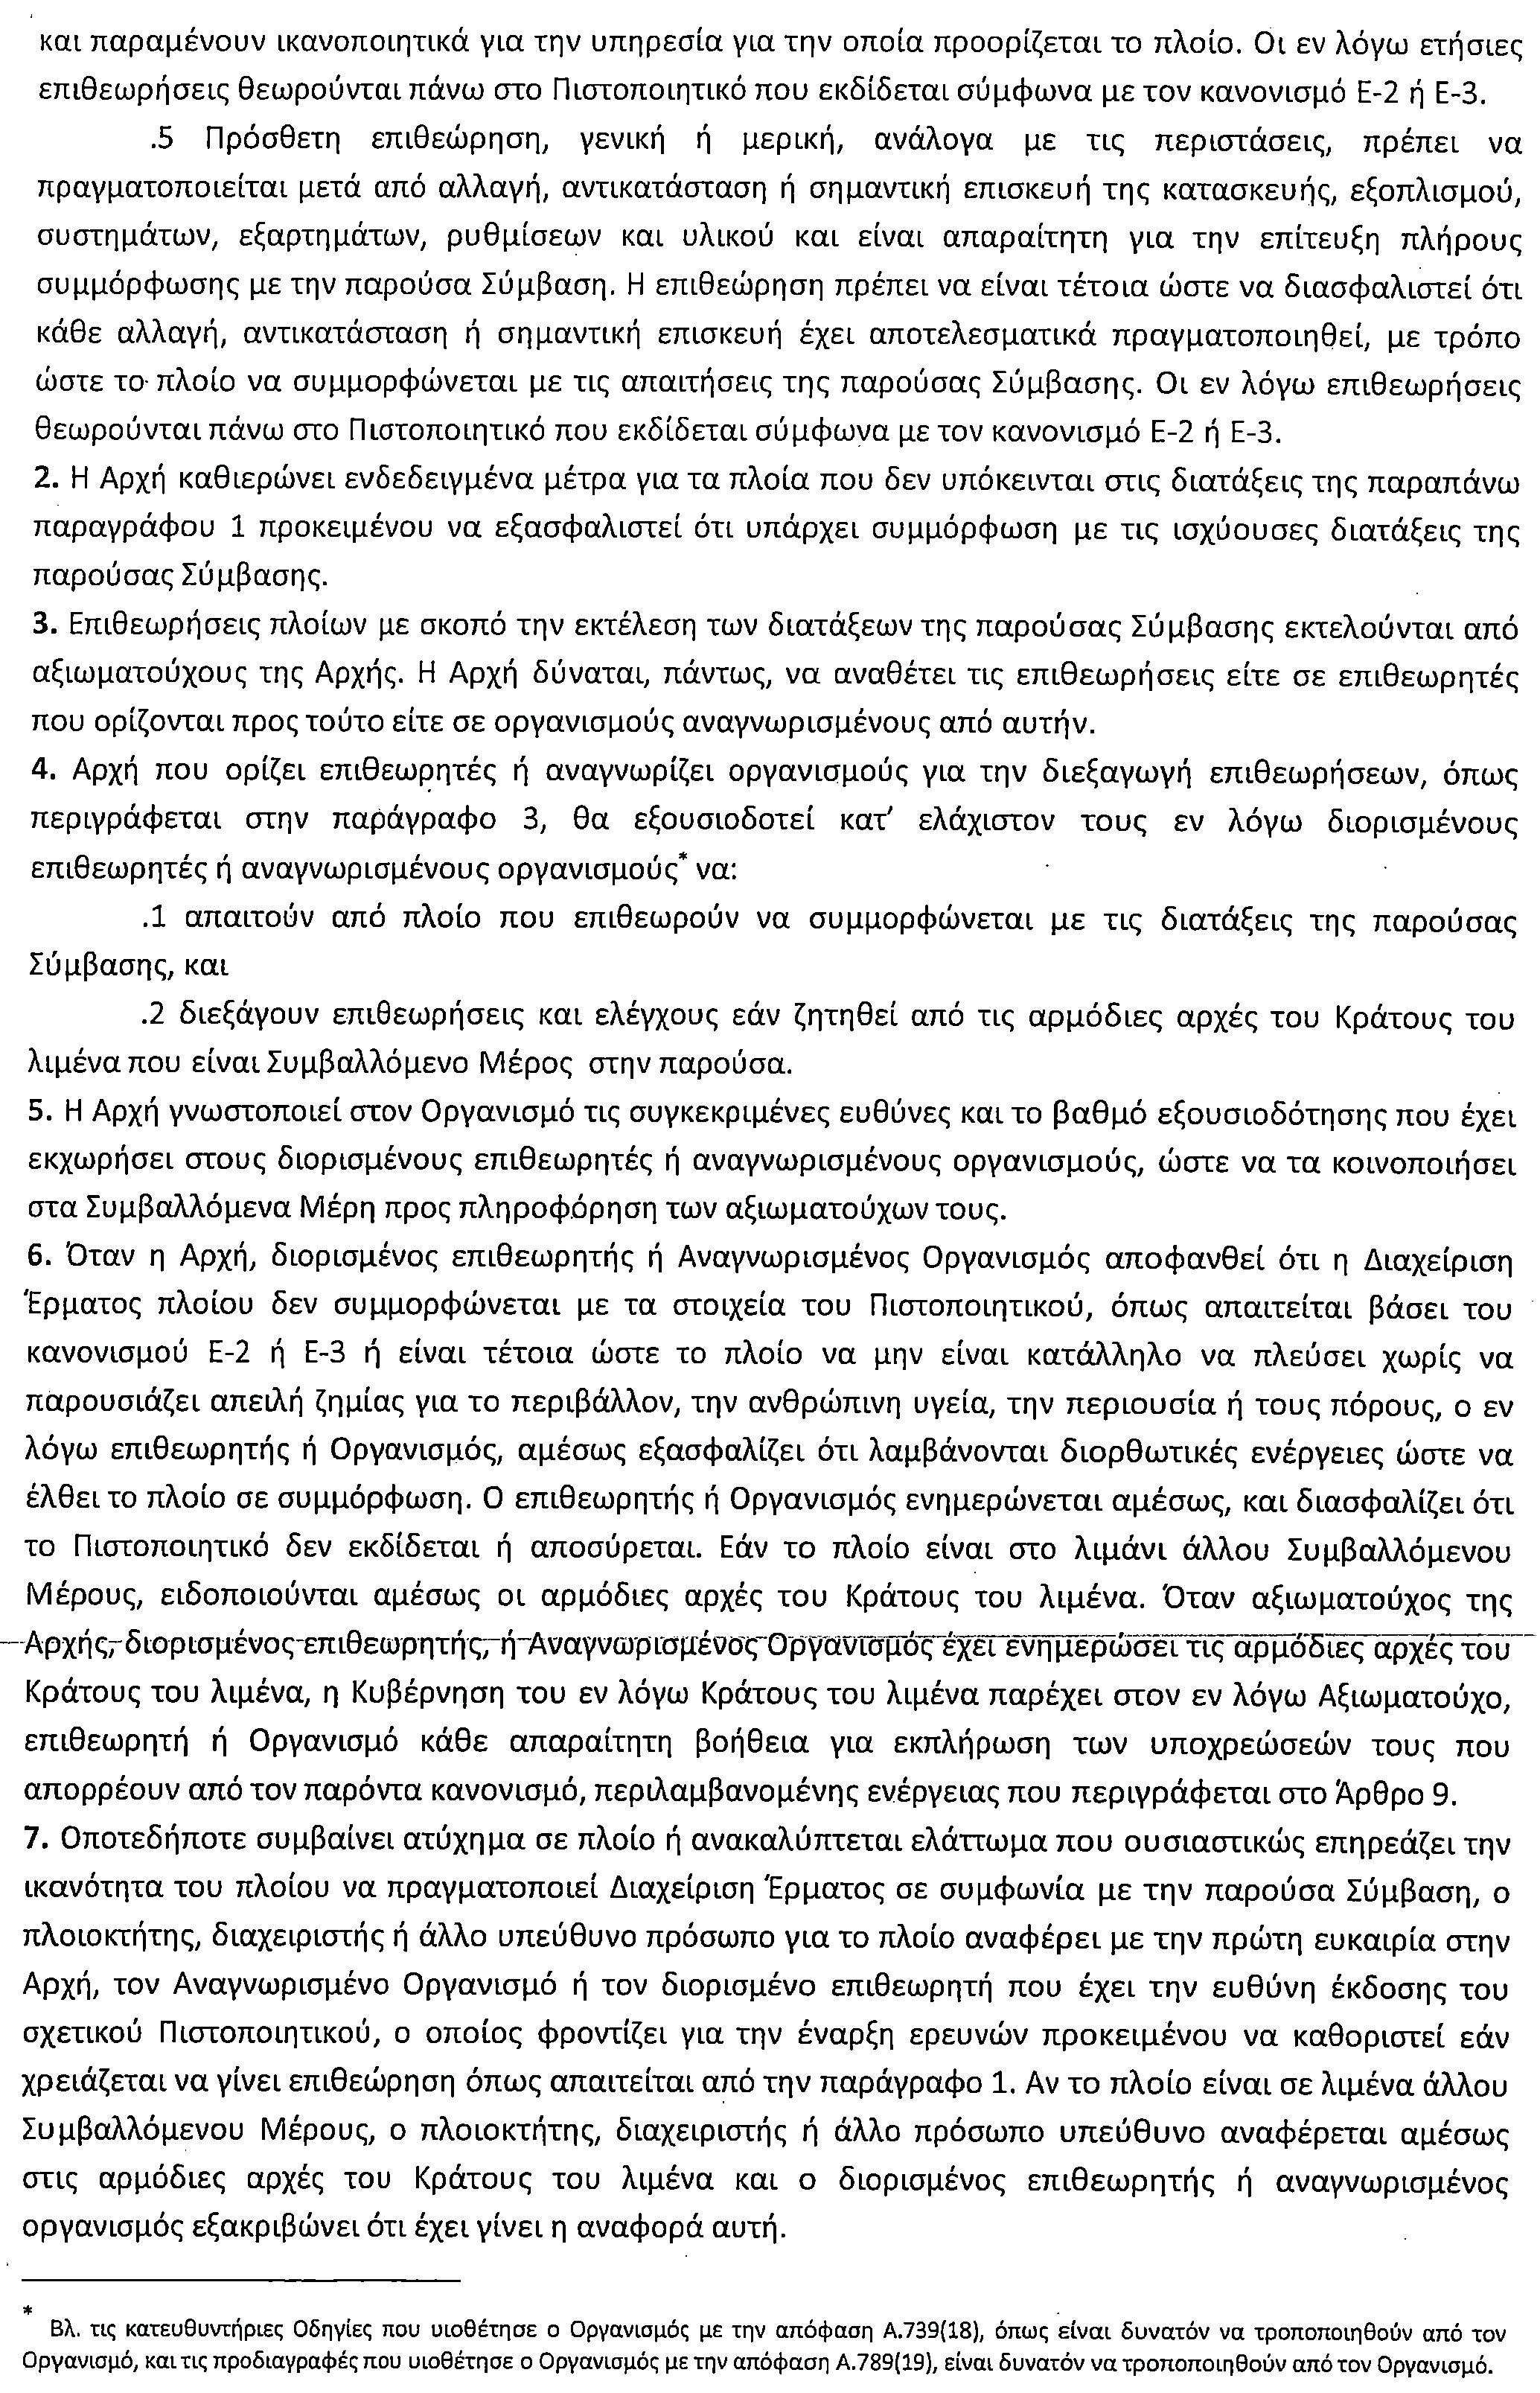 και παραμένουν ικανοποιητικά για την υπηρεσία για την οποία προορίζεται το πλοίο. Οι εν λόγω ετήσιες
επιθεωρήσεις θεωρούνται πάνω στο Πιστοποιητικό που εκδίδεται σύμφωνα με τον κανονισμό Ε-2 ή Ε-3.
.5 Πρόσθετη επιθεώρηση, γενική ή μερική, ανάλογα με τις περιστάσεις, πρέπει να
πραγματοποιείται μετά από αλλαγή, αντικατάσταση ή σημαντική επισκευή της κατασκευής, εξοπλισμού,
συστημάτων, εξαρτημάτων, ρυθμίσεων και υλικού και είναι απαραίτητη για την επίτευξη πλήρους
συμμόρφωσης με την παρούσα Σύμβαση. Η επιθεώρηση πρέπει να είναι τέτοια ώστε να διασφαλιστεί ότι
κάθε αλλαγή, αντικατάσταση ή σημαντική επισκευή έχει αποτελεσματικά πραγματοποιηθεί, με τρόπο
ώστε το πλοίο να συμμορφώνεται με τις απαιτήσεις της παρούσας Σύμβασης. Οι εν λόγω επιθεωρήσεις
θεωρούνται πάνω στο Πιστοποιητικό που εκδίδεται σύμφωνα με τον κανονισμό Ε-2 ή Ε-3.
2. Η Αρχή καθιερώνει ενδεδειγμένα μέτρα για τα πλοία που δεν υπόκεινται στις διατάξεις της παραπάνω
παραγράφου 1 προκειμένου να εξασφαλιστεί ότι υπάρχει συμμόρφωση με τις ισχύουσες διατάξεις της
παρούσας Σύμβασης.
3. Επιθεωρήσεις πλοίων με σκοπό την εκτέλεση των διατάξεων της παρούσας Σύμβασης εκτελούνται από
αξιωματούχους της Αρχής. Η Αρχή δύναται, πάντως, να αναθέτει τις επιθεωρήσεις είτε σε επιθεωρητές
που ορίζονται προς τούτο είτε σε οργανισμούς αναγνωρισμένους από αυτήν.
4. Αρχή που ορίζει επιθεωρητές ή αναγνωρίζει οργανισμούς για την διεξαγωγή επιθεωρήσεων, όπως
περιγράφεται στην παράγραφο 3, θα εξουσιοδοτεί κατ’ ελάχιστον τους εν λόγω διορισμένους
επιθεωρητές ή αναγνωρισμένους οργανισμούς* να:
.1 απαιτούν από πλοίο που επιθεωρούν να συμμορφώνεται με τις διατάξεις της παρούσας
Σύμβασης, και
.2 διεξάγουν επιθεωρήσεις και ελέγχους εάν ζητηθεί από τις αρμόδιες αρχές του Κράτους του
λιμένα που είναι Συμβαλλόμενο Μέρος στην παρούσα.
5. Η Αρχή γνωστοποιεί στον Οργανισμό τις συγκεκριμένες ευθύνες και το βαθμό εξουσιοδότησης που έχει
εκχωρήσει στους διορισμένους επιθεωρητές ή αναγνωρισμένους οργανισμούς, ώστε να τα κοινοποιήσει
στα Συμβαλλόμενα Μέρη προς πληροφόρηση των αξιωματούχων τους.
6. Όταν η Αρχή, διορισμένος επιθεωρητής ή Αναγνωρισμένος Οργανισμός αποφανθεί ότι η Διαχείριση
Έρματος πλοίου δεν συμμορφώνεται με τα στοιχεία του Πιστοποιητικού, όπως απαιτείται βάσει του
κανονισμού Ε-2 ή Ε-3 ή είναι τέτοια ώστε το πλοίο να μην είναι κατάλληλο να πλεύσει χωρίς να
παρουσιάζει απειλή ζημίας για το περιβάλλον, την ανθρώπινη υγεία, την περιουσία ή τους πόρους, ο εν
λόγω επιθεωρητής ή Οργανισμός, αμέσως εξασφαλίζει ότι λαμβάνονται διορθωτικές ενέργειες ώστε να
έλθει το πλοίο σε συμμόρφωση. Ο επιθεωρητής ή Οργανισμός ενημερώνεται αμέσως, και διασφαλίζει ότι
το Πιστοποιητικό δεν εκδίδεται ή αποσύρεται. Εάν το πλοίο είναι στο λιμάνι άλλου Συμβαλλόμενου
Μέρους, ειδοποιούνται αμέσως οι αρμόδιες αρχές του Κράτους του λιμένα. Όταν αξιωματούχος της
Αρχής, διορισμένος επιθεωρητής, ή Αναγνωρισμένος Οργανισμός έχει ενημερώσει τις αρμόδιες αρχές του
Κράτους του λιμένα, η Κυβέρνηση του εν λόγω Κράτους του λιμένα παρέχει στον εν λόγω Αξιωματούχο,
επιθεωρητή ή Οργανισμό κάθε απαραίτητη βοήθεια για εκπλήρωση των υποχρεώσεών τους που
απορρέουν από τον παρόντα κανονισμό, περιλαμβανομένης ενέργειας που περιγράφεται στο Άρθρο 9.
7. Οποτεδήποτε συμβαίνει ατύχημα σε πλοίο ή ανακαλύπτεται ελάττωμα που ουσιαστικώς επηρεάζει την
ικανότητα του πλοίου να πραγματοποιεί Διαχείριση Έρματος σε συμφωνία με την παρούσα Σύμβαση, ο
πλοιοκτήτης, διαχειριστής ή άλλο υπεύθυνο πρόσωπο για το πλοίο αναφέρει με την πρώτη ευκαιρία στην
Αρχή, τον Αναγνωρισμένο Οργανισμό ή τον διορισμένο επιθεωρητή που έχει την ευθύνη έκδοσης του
σχετικού Πιστοποιητικού, ο οποίος φροντίζει για την έναρξη ερευνών προκειμένου να καθοριστεί εάν
χρειάζεται να γίνει επιθεώρηση όπως απαιτείται από την παράγραφο 1. Αν το πλοίο είναι σε λιμένα άλλου
Συμβαλλόμενου Μέρους, ο πλοιοκτήτης, διαχειριστής ή άλλο πρόσωπο υπεύθυνο αναφέρεται αμέσως
στις αρμόδιες αρχές του Κράτους του λιμένα και ο διορισμένος επιθεωρητής ή αναγνωρισμένος
οργανισμός εξακριβώνει ότι έχει γίνει η αναφορά αυτή.
* Βλ. τις κατευθυντήριες Οδηγίες που υιοθέτησε ο Οργανισμός με την απόφαση Α.739(18), όπως είναι δυνατόν να τροποποιηθούν από τον
Οργανισμό, και τις προδιαγραφές που υιοθέτησε ο Οργανισμός με την απόφαση Α.789(19), είναι δυνατόν να τροποποιηθούν από τον Οργανισμό.